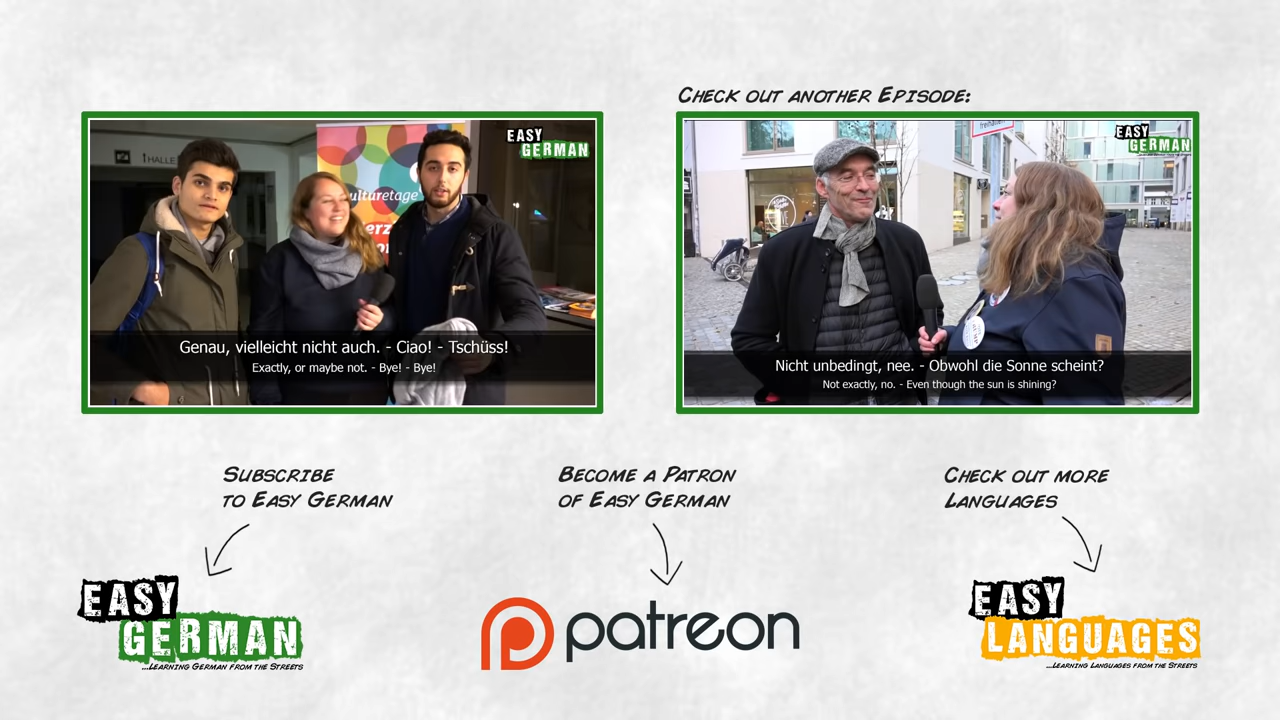 CHECK OUT ANOTHER EPISODE:
EASY
GERMAN
HALLE
kulturetage
Genau, vielleicht nicht auch. - Ciao! - Tschüss!
Exactly, or maybe not. - Bye! - Bye!
EASY
GERMAN
Nicht unbedingt, nee. - Obwohl die Sonne scheint?
Not exactly, no. - Even though the sun is shining?
SUBSCRIBE
TO EASY GERMAN
BECOME A PATRON
OF EASY GERMAN
CHECK OUT MORE
LANGUAGES
EASY
GERMAN
...LEARNING GERMAN FROM THE STREETS
patreon
EASY
LANGUAGES
...LEARNING LANGUAGES FROM THE STREETS